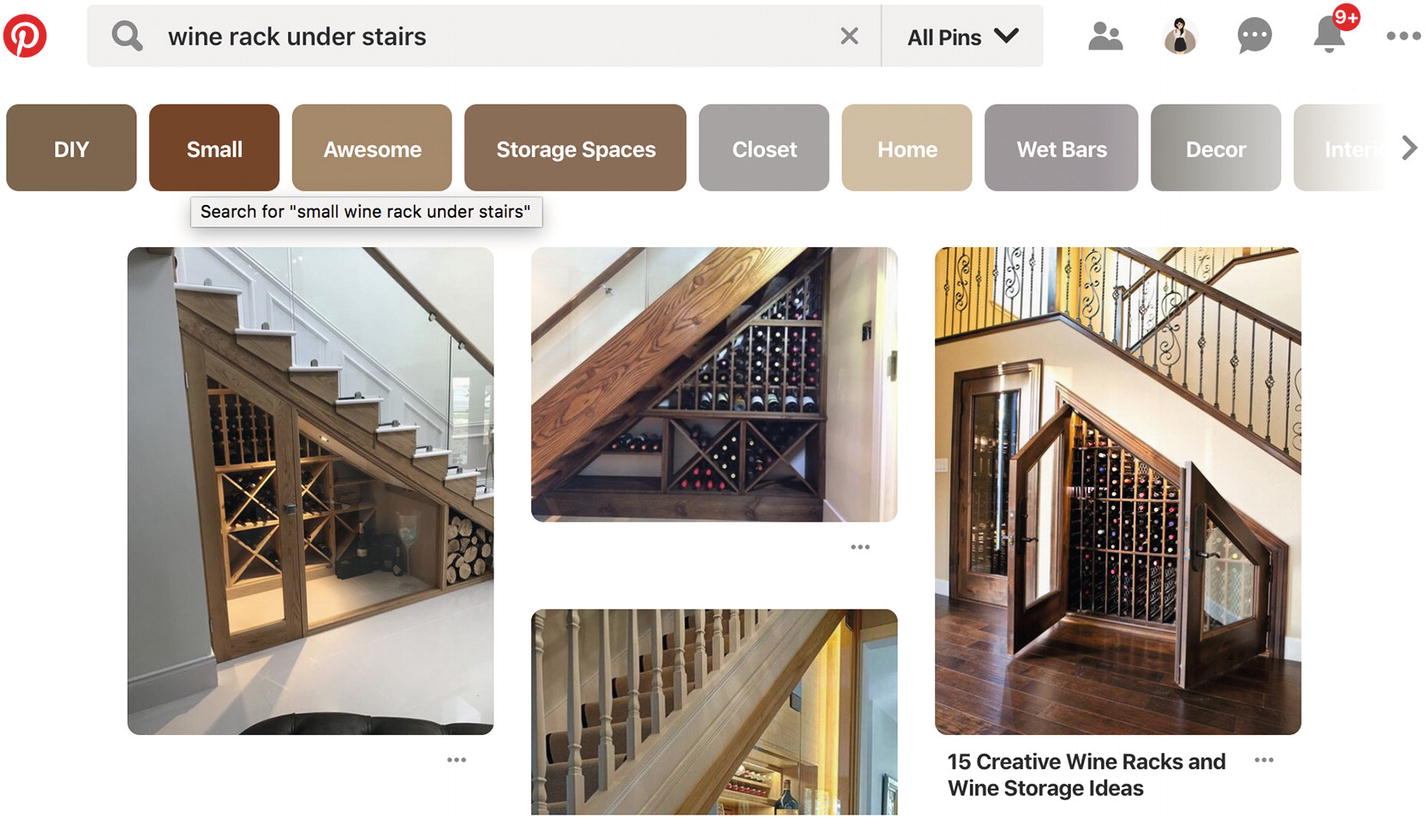 wine rack under stairs
All Pins
9+
DIY
Small
Awesome
Storage Spaces
Closet
Home
Wet Bars
Decor
Search for "small wine rack under stairs"
15 Creative Wine Racks and
Wine Storage Ideas